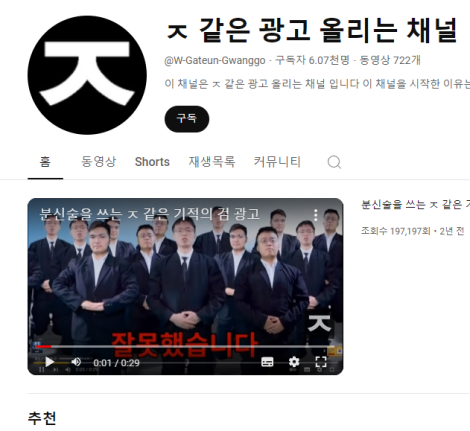 ㅈ
ㅈ 같은 광고 올리는 채널
@W-Gateun-Gwanggo · 구독자 6.07천명 · 동영상 722개
이 채널은 ㅈ 같은 광고 올리는 채널 입니다 이 채널을 시작한 이유는
구독
홈 동영상 Shorts 재생목록 커뮤니티
분신술을 쓰는 ㅈ 같은 기적의 검 광고
ㅈ
잘못했습니다
0:01 / 0:29
분신술을 쓰는 ㅈ 같은
조회수 197,197회 • 2년 전
추천